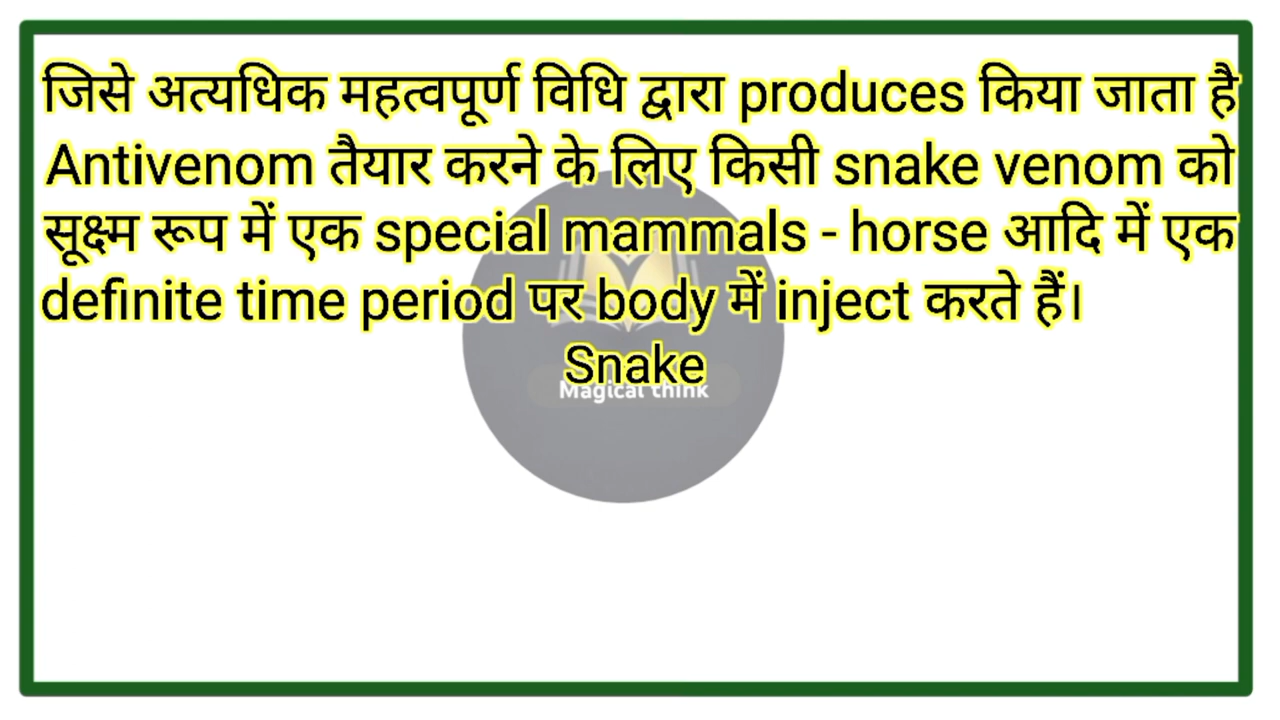 जिसे अत्यधिक महत्वपूर्ण विधि द्वारा produces किया जाता है
Antivenom तैयार करने के लिए किसी snake venom को
सूक्ष्म रूप में एक special mammals - horse आदि में एक
definite time period पर body में inject करते हैं।
Snake
Magical think